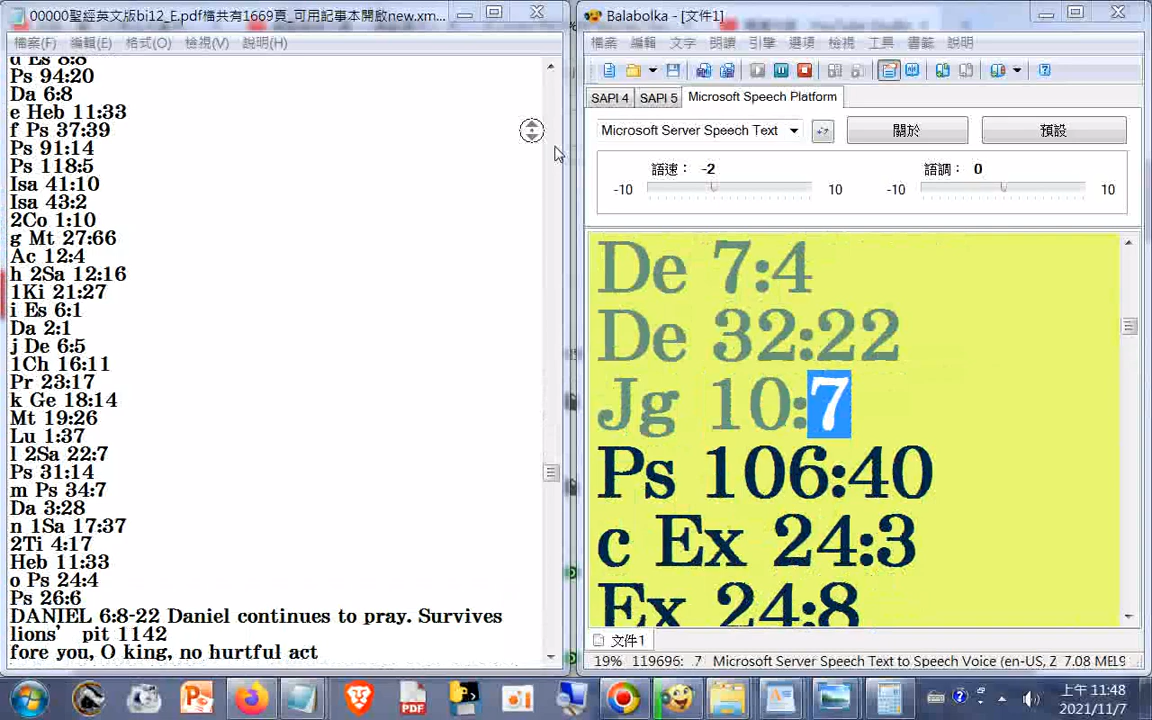 00000聖經英文版bi12_E.pdf檔共有1669頁_可用記事本開啟new.xm...
檔案(F) 編輯(E) 格式(O) 檢視(V) 說明(H)
d Es 8:8
Ps 94:20
Da 6:8
e Heb 11:33
f Ps 37:39
Ps 91:14
Ps 118:5
Isa 41:10
Isa 43:2
2Co 1:10
g Mt 27:66
Ac 12:4
h 2Sa 12:16
1Ki 21:27
i Es 6:1
Da 2:1
j De 6:5
1Ch 16:11
Pr 23:17
k Ge 18:14
Mt 19:26
Lu 1:37
l 2Sa 22:7
Ps 31:14
m Ps 34:7
Da 3:28
n 1Sa 17:37
2Ti 4:17
Heb 11:33
o Ps 24:4
Ps 26:6
DANIEL 6:8-22 Daniel continues to pray. Survives
lions’ pit 1142
fore you, O king, no hurtful act
Balabolka - [文件1]
檔案 編輯 文字 朗讀 引擎 選項 檢視 工具 書籤 說明
SAPI 4 SAPI 5 Microsoft Speech Platform
Microsoft Server Speech Text 關於 預設
語速： -2 語調： 0
-10 10 -10 10
De 7:4
De 32:22
Jg 10:7
Ps 106:40
c Ex 24:3
Ex 24:8
文件1
19% 119696: 7 Microsoft Server Speech Text to Speech Voice (en-US, Z 7.08 MEL9
PDF
上午 11:48
2021/11/7